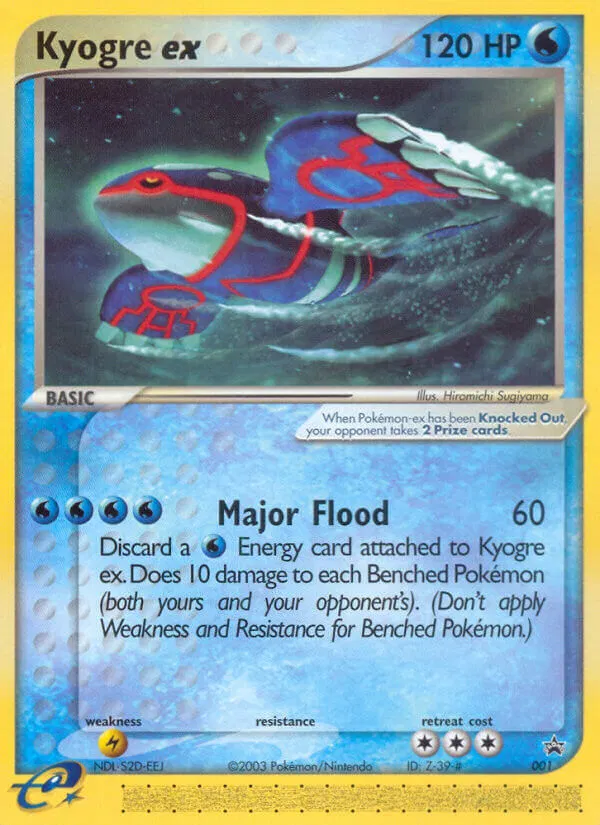 Kyogre ex 120 HP
BASIC
Illus. Hiromichi Sugiyama
When Pokémon-ex has been Knocked Out,
your opponent takes 2 Prize cards.
Major Flood 60
Discard a Energy card attached to Kyogre
ex. Does 10 damage to each Benched Pokémon
(both yours and your opponent's). (Don't apply
Weakness and Resistance for Benched Pokémon.)
weakness resistance retreat cost
NDL-S2D-EEJ ©2003 Pokémon/Nintendo ID: Z-39-# 001
e